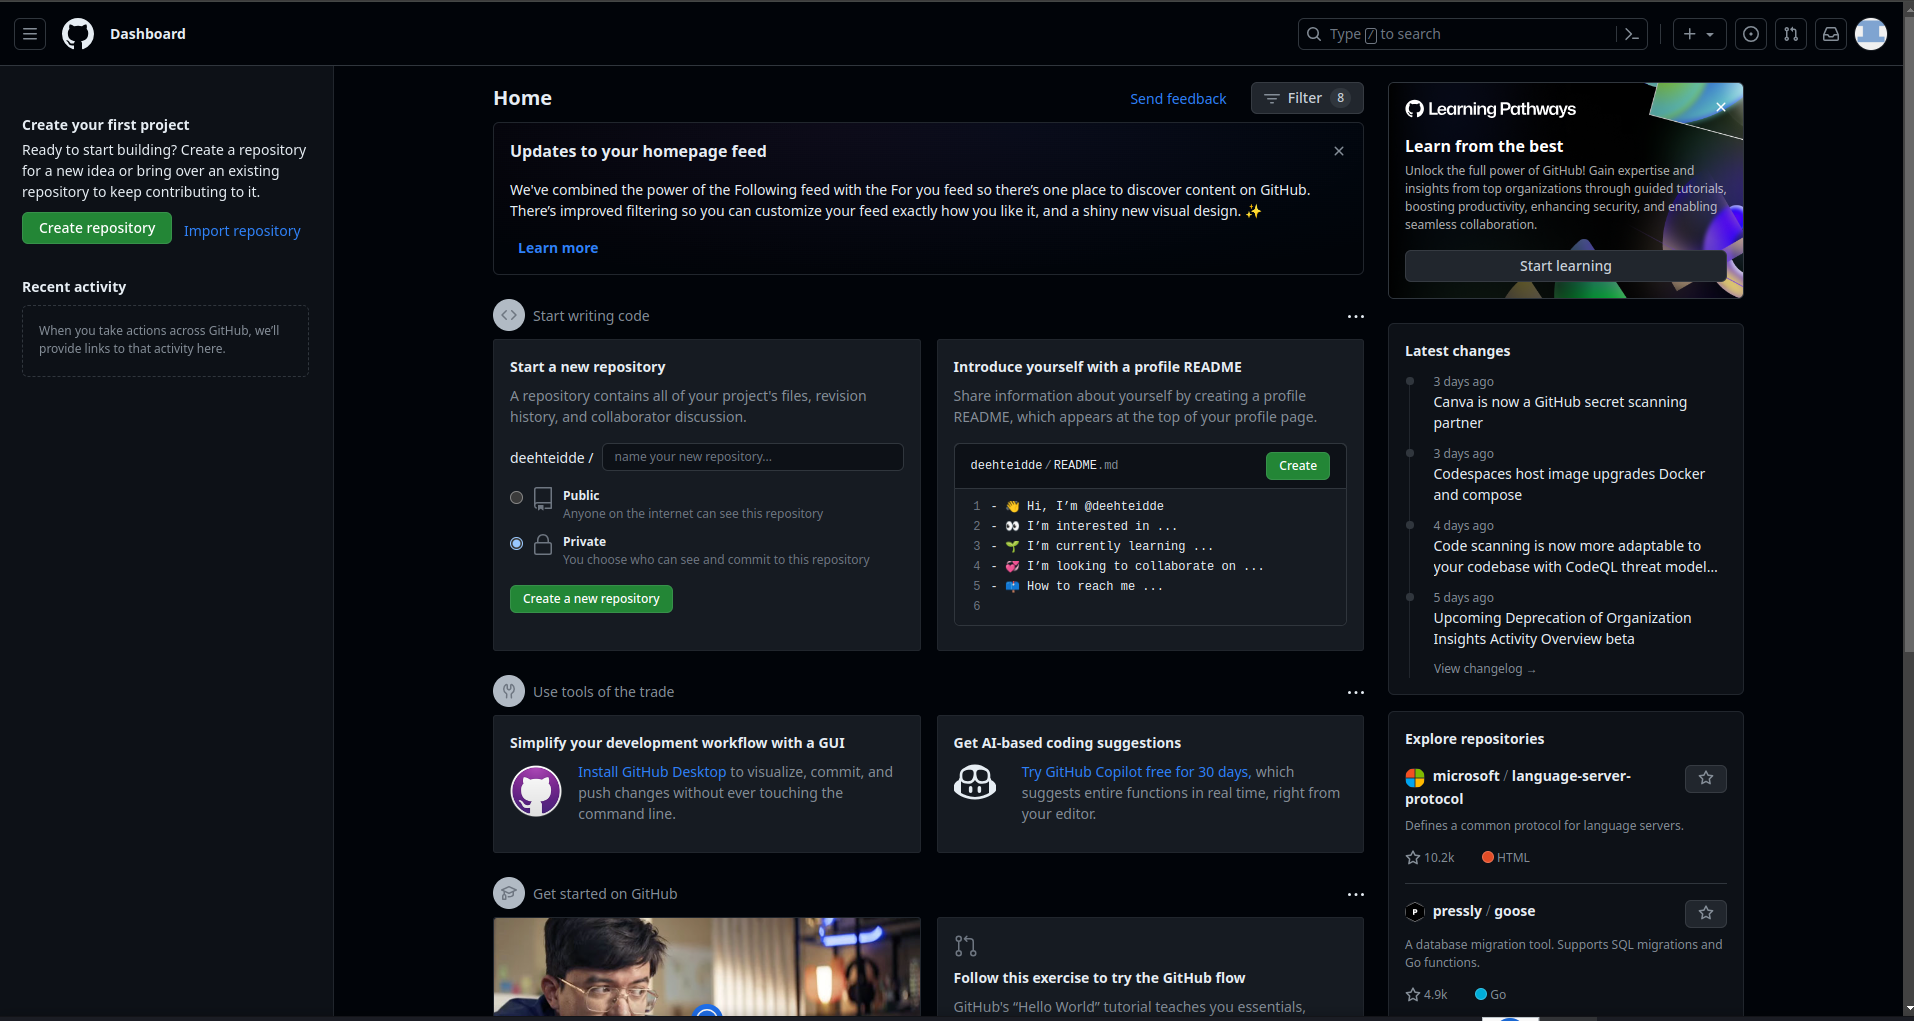 Dashboard
Type / to search
Create your first project
Ready to start building? Create a repository
for a new idea or bring over an existing
repository to keep contributing to it.
Create repository
Import repository
Recent activity
When you take actions across GitHub, we'll
provide links to that activity here.
Home
Send feedback
Filter 8
Updates to your homepage feed
We've combined the power of the Following feed with the For you feed so there's one place to discover content on GitHub.
There's improved filtering so you can customize your feed exactly how you like it, and a shiny new visual design. ✨
Learn more
Start writing code
Start a new repository
A repository contains all of your project's files, revision
history, and collaborator discussion.
deehteidde / name your new repository...
Public
Anyone on the internet can see this repository
Private
You choose who can see and commit to this repository
Create a new repository
Introduce yourself with a profile README
Share information about yourself by creating a profile
README, which appears at the top of your profile page.
deehteidde/README.md
Create
1 - 👋 Hi, I’m @deehteidde
2 - 👀 I’m interested in ...
3 - 🌱 I’m currently learning ...
4 - 💞️ I’m looking to collaborate on ...
5 - 📫 How to reach me ...
6
Use tools of the trade
Simplify your development workflow with a GUI
Install GitHub Desktop to visualize, commit, and
push changes without ever touching the
command line.
Get AI-based coding suggestions
Try GitHub Copilot free for 30 days, which
suggests entire functions in real time, right from
your editor.
Get started on GitHub
Follow this exercise to try the GitHub flow
GitHub's “Hello World” tutorial teaches you essentials,
Learning Pathways
Learn from the best
Unlock the full power of GitHub! Gain expertise and
insights from top organizations through guided tutorials,
boosting productivity, enhancing security, and enabling
seamless collaboration.
Start learning
Latest changes
3 days ago
Canva is now a GitHub secret scanning
partner
3 days ago
Codespaces host image upgrades Docker
and compose
4 days ago
Code scanning is now more adaptable to
your codebase with CodeQL threat model...
5 days ago
Upcoming Deprecation of Organization
Insights Activity Overview beta
View changelog →
Explore repositories
microsoft / language-server-
protocol
Defines a common protocol for language servers.
10.2k HTML
pressly / goose
A database migration tool. Supports SQL migrations and
Go functions.
4.9k Go